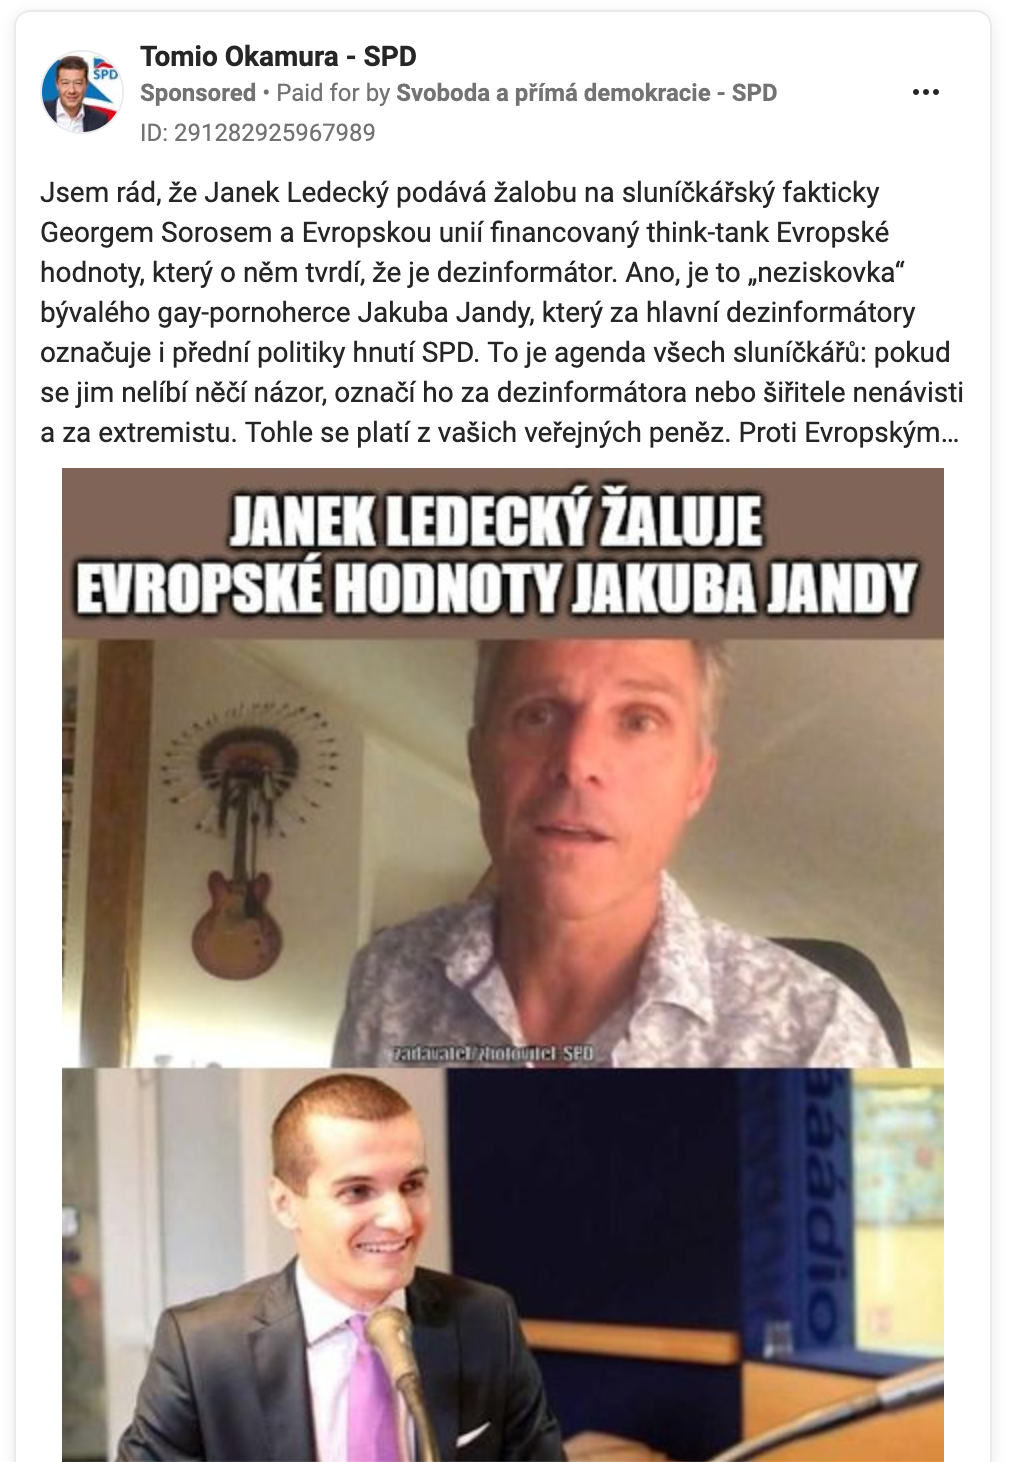 Tomio Okamura - SPD
Sponsored • Paid for by Svoboda a přímá demokracie - SPD
ID: 291282925967989
SPD
Jsem rád, že Janek Ledecký podává žalobu na sluníčkářský fakticky
Georgem Sorosem a Evropskou unií financovaný think-tank Evropské
hodnoty, který o něm tvrdí, že je dezinformátor. Ano, je to „neziskovka“
bývalého gay-pornoherce Jakuba Jandy, který za hlavní dezinformátory
označuje i přední politiky hnutí SPD. To je agenda všech sluníčkářů: pokud
se jim nelíbí něčí názor, označí ho za dezinformátora nebo šiřitele nenávisti
a za extremistu. Tohle se platí z vašich veřejných peněz. Proti Evropským...
JANEK LEDECKÝ ŽALUJE
EVROPSKÉ HODNOTY JAKUBA JANDY
zadavatel/zhotovitel SPD